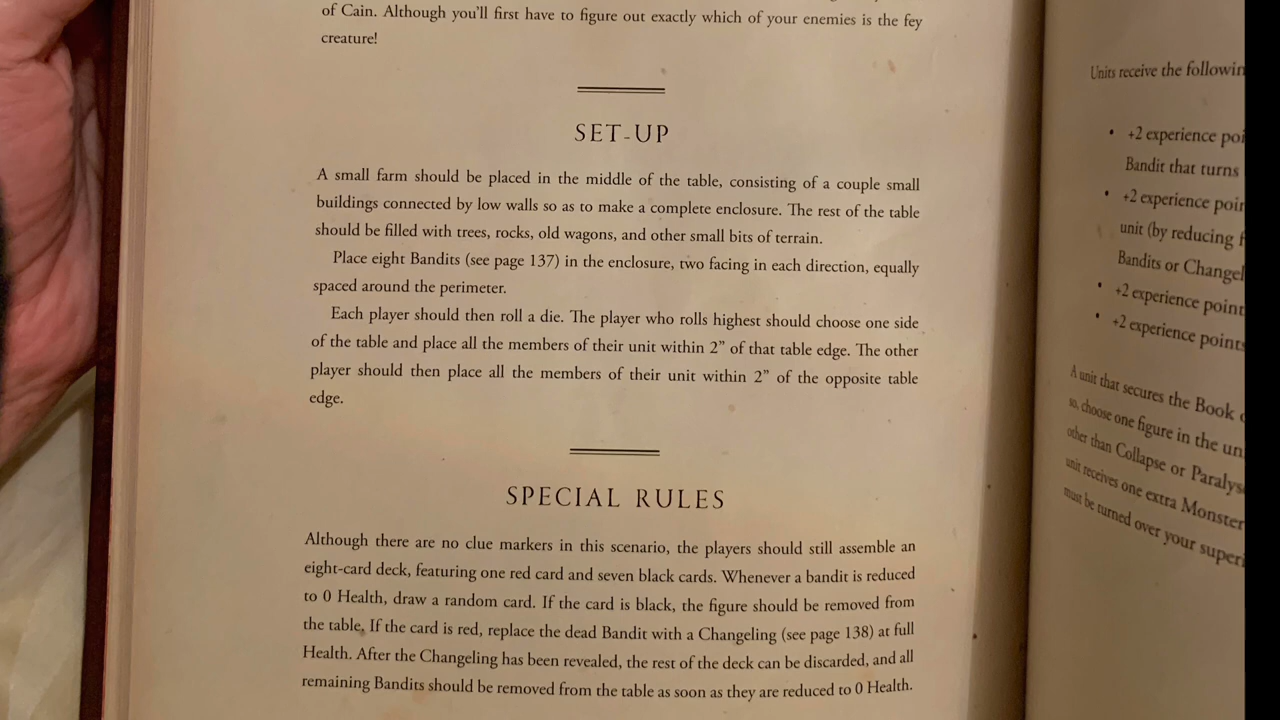 of Cain. Although you'll first have to figure out exactly which of your enemies is the fey
creature!
SET-UP
A small farm should be placed in the middle of the table, consisting of a couple small
buildings connected by low walls so as to make a complete enclosure. The rest of the table
should be filled with trees, rocks, old wagons, and other small bits of terrain.
Place eight Bandits (see page 137) in the enclosure, two facing in each direction, equally
spaced around the perimeter.
Each player should then roll a die. The player who rolls highest should choose one side
of the table and place all the members of their unit within 2” of that table edge. The other
player should then place all the members of their unit within 2” of the opposite table
edge.
SPECIAL RULES
Although there are no clue markers in this scenario, the players should still assemble an
eight-card deck, featuring one red card and seven black cards. Whenever a bandit is reduced
to 0 Health, draw a random card. If the card is black, the figure should be removed from
the table. If the card is red, replace the dead Bandit with a Changeling (see page 138) at full
Health. After the Changeling has been revealed, the rest of the deck can be discarded, and all
remaining Bandits should be removed from the table as soon as they are reduced to 0 Health.
Units receive the
• +2 experience
Bandit that turns
• +2 experience
unit (by reducing
Bandits or
• +2 experience
• +2 experience
A unit that secures the Book
so, choose one figure in the
other than Collapse or
unit receives one extra
must be turned over your